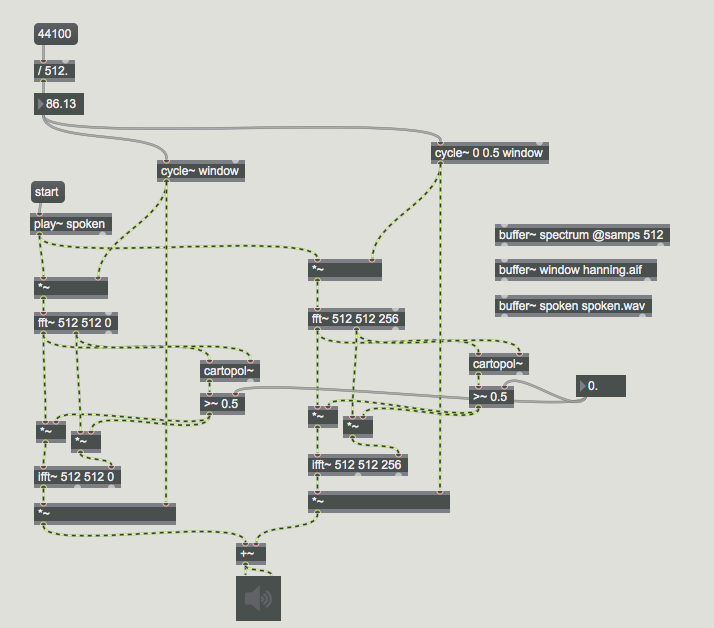 44100
/ 512.
86.13
cycle~ window
cycle~ 0 0.5 window
start
play~ spoken
buffer~ spectrum @samps 512
buffer~ window hanning.aif
buffer~ spoken spoken.wav
*~
*~
fft~ 512 512 0
fft~ 512 512 256
cartopol~
cartopol~
>~ 0.5
>~ 0.5
0.
*~
*~
*~
*~
ifft~ 512 512 0
ifft~ 512 512 256
*~
*~
+~